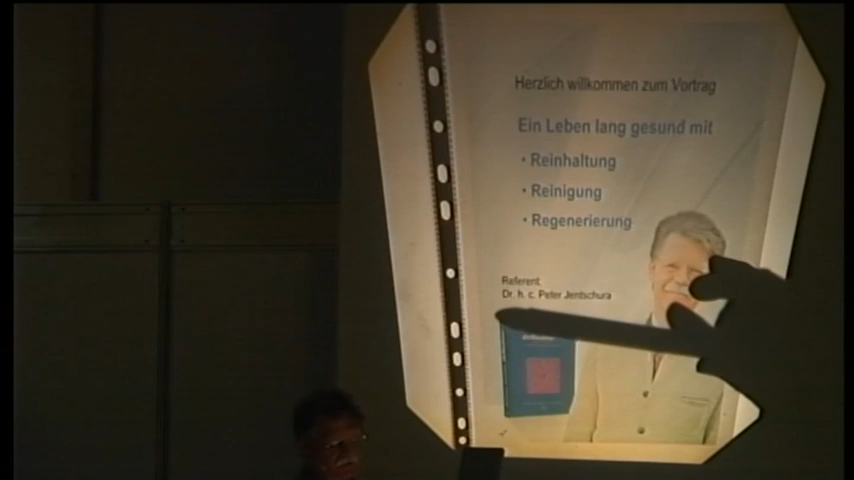 Herzlich willkommen zum Vortrag
Ein Leben lang gesund mit
• Reinhaltung
• Reinigung
• Regenerierung
Referent
Dr. h. c. Peter Jentschura